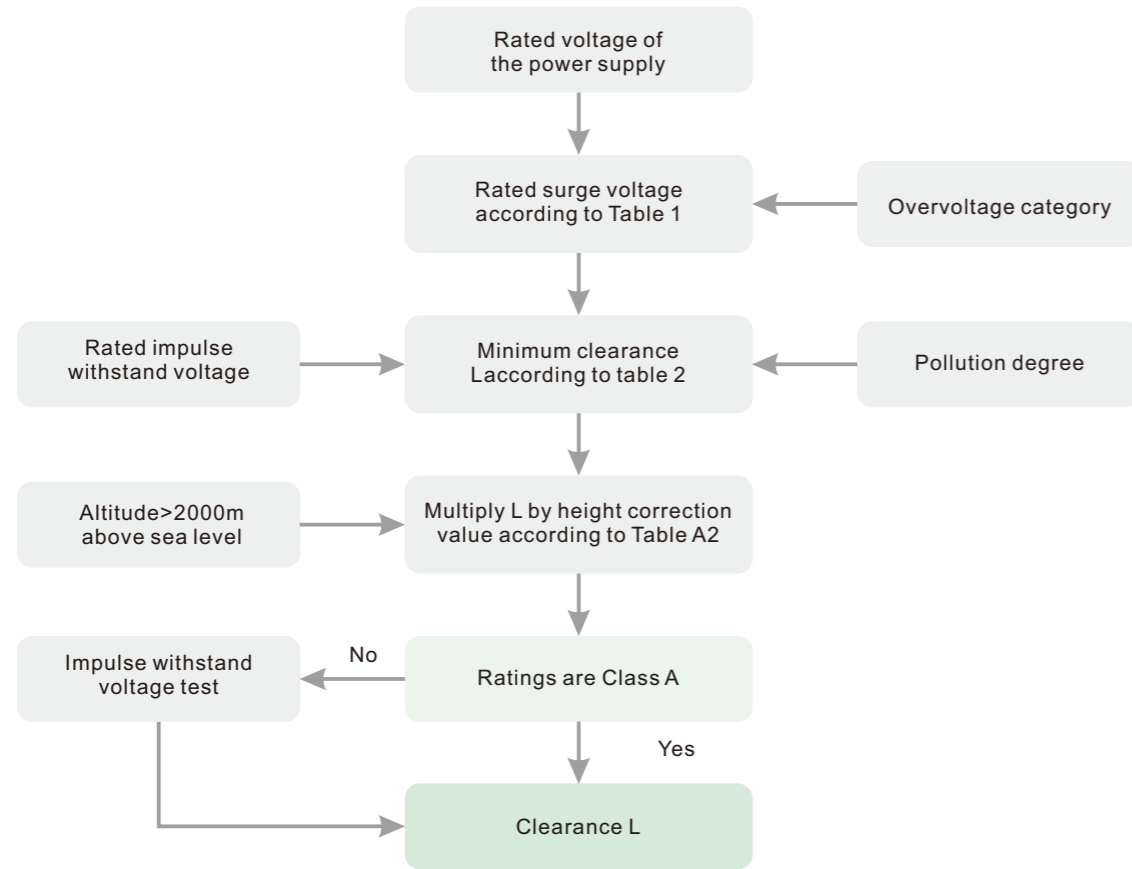 Rated voltage of
the power supply
Rated surge voltage
according to Table 1
Overvoltage category
Rated impulse
withstand voltage
Minimum clearance
Laccording to table 2
Pollution degree
Altitude>2000m
above sea level
Multiply L by height correction
value according to Table A2
Impulse withstand
voltage test
No
Ratings are Class A
Yes
Clearance L